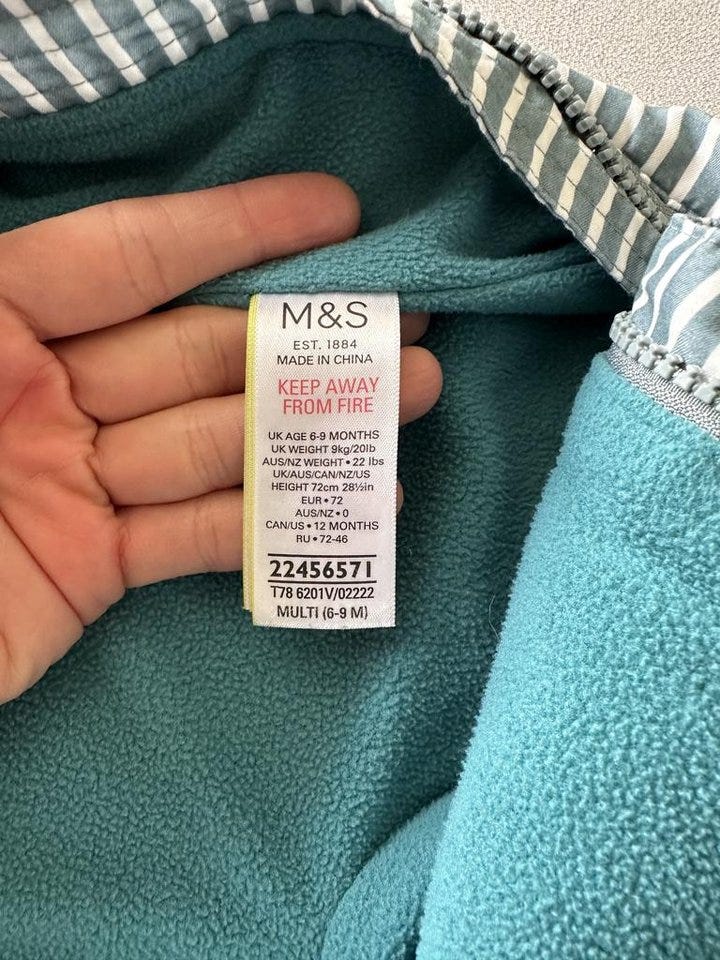 M&S
EST. 1884
MADE IN CHINA
KEEP AWAY
FROM FIRE
UK AGE 6-9 MONTHS
UK WEIGHT 9kg/20lb
AUS/NZ WEIGHT • 22 lbs
UK/AUS/CAN/NZ/US
HEIGHT 72cm 28½in
EUR • 72
AUS/NZ • 0
CAN/US • 12 MONTHS
RU • 72-46
22456571
T78 6201V/02222
MULTI (6-9 M)